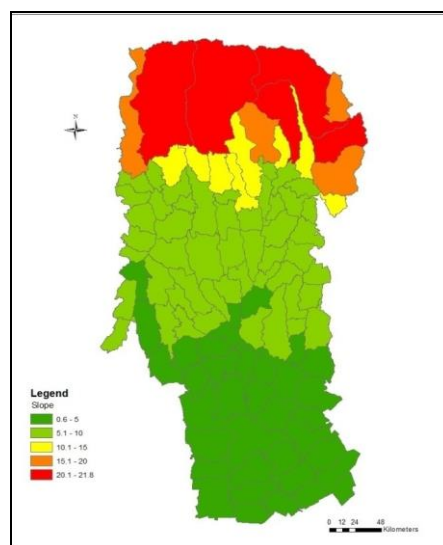 N
Legend
Slope
0.6 - 5
5.1 - 10
10.1 - 15
15.1 - 20
20.1 - 21.8
0 12 24 48
Kilometers